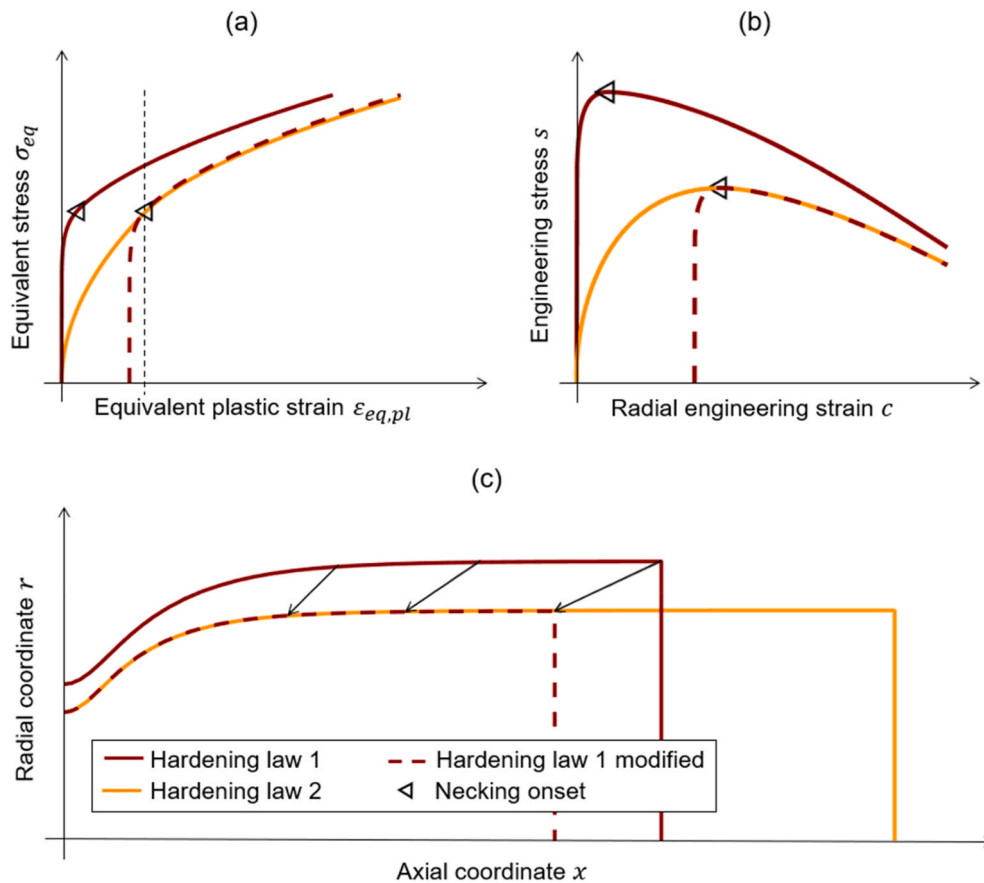 (a)
(b)
Equivalent stress σ_eq
Equivalent plastic strain ε_eq,pl
Engineering stress s
Radial engineering strain c
(c)
Radial coordinate r
Hardening law 1
Hardening law 1 modified
Hardening law 2
Necking onset
Axial coordinate x